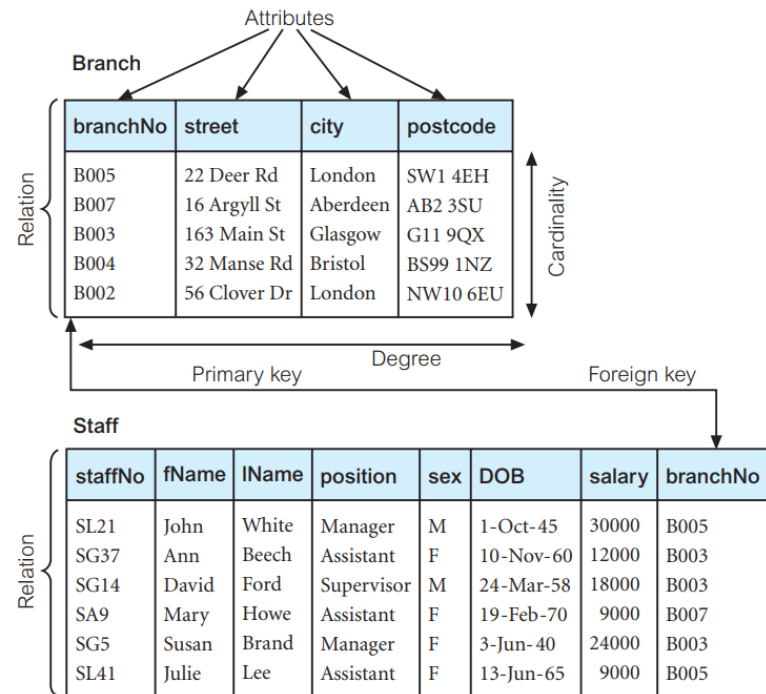 Attributes
Branch
branchNo street city postcode
B005 22 Deer Rd London SW1 4EH
B007 16 Argyll St Aberdeen AB2 3SU
B003 163 Main St Glasgow G11 9QX
B004 32 Manse Rd Bristol BS99 1NZ
B002 56 Clover Dr London NW10 6EU
Relation
Cardinality
Degree
Primary key Foreign key
Staff
staffNo fName lName position sex DOB salary branchNo
SL21 John White Manager M 1-Oct-45 30000 B005
SG37 Ann Beech Assistant F 10-Nov-60 12000 B003
SG14 David Ford Supervisor M 24-Mar-58 18000 B003
SA9 Mary Howe Assistant F 19-Feb-70 9000 B007
SG5 Susan Brand Manager F 3-Jun-40 24000 B003
SL41 Julie Lee Assistant F 13-Jun-65 9000 B005
Relation